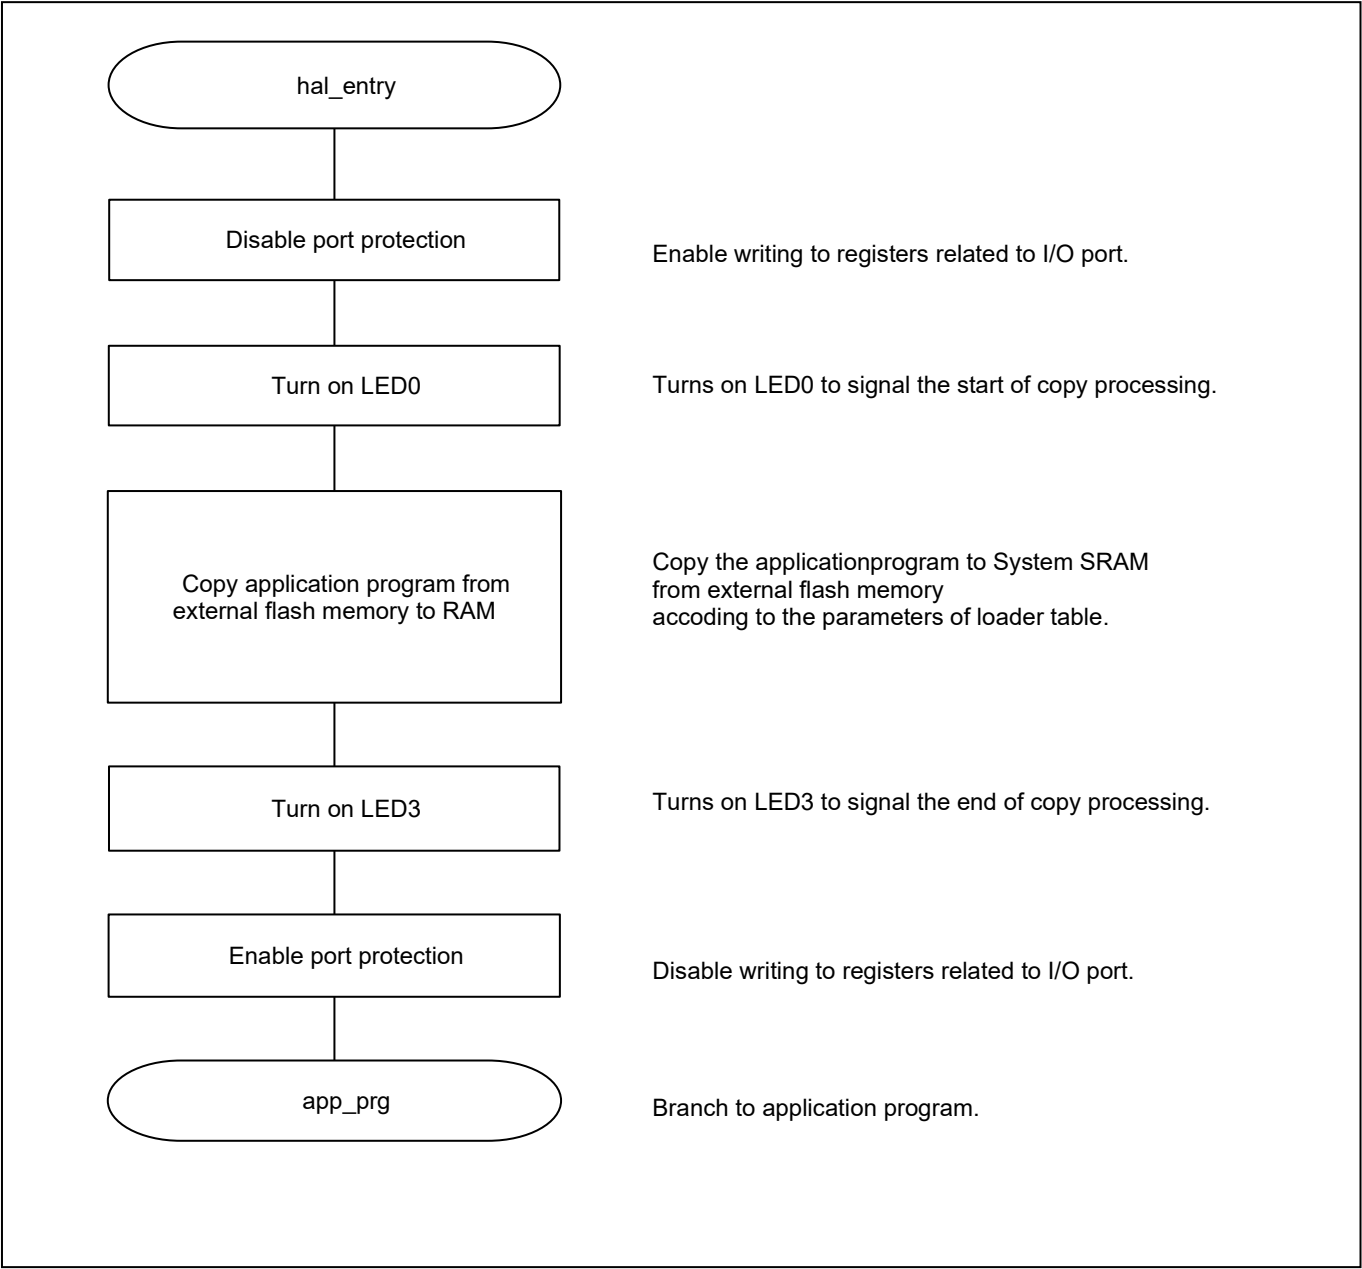 hal_entry
Disable port protection
Enable writing to registers related to I/O port.
Turn on LED0
Turns on LED0 to signal the start of copy processing.
Copy application program from
external flash memory to RAM
Copy the applicationprogram to System SRAM
from external flash memory
accoding to the parameters of loader table.
Turn on LED3
Turns on LED3 to signal the end of copy processing.
Enable port protection
Disable writing to registers related to I/O port.
app_prg
Branch to application program.